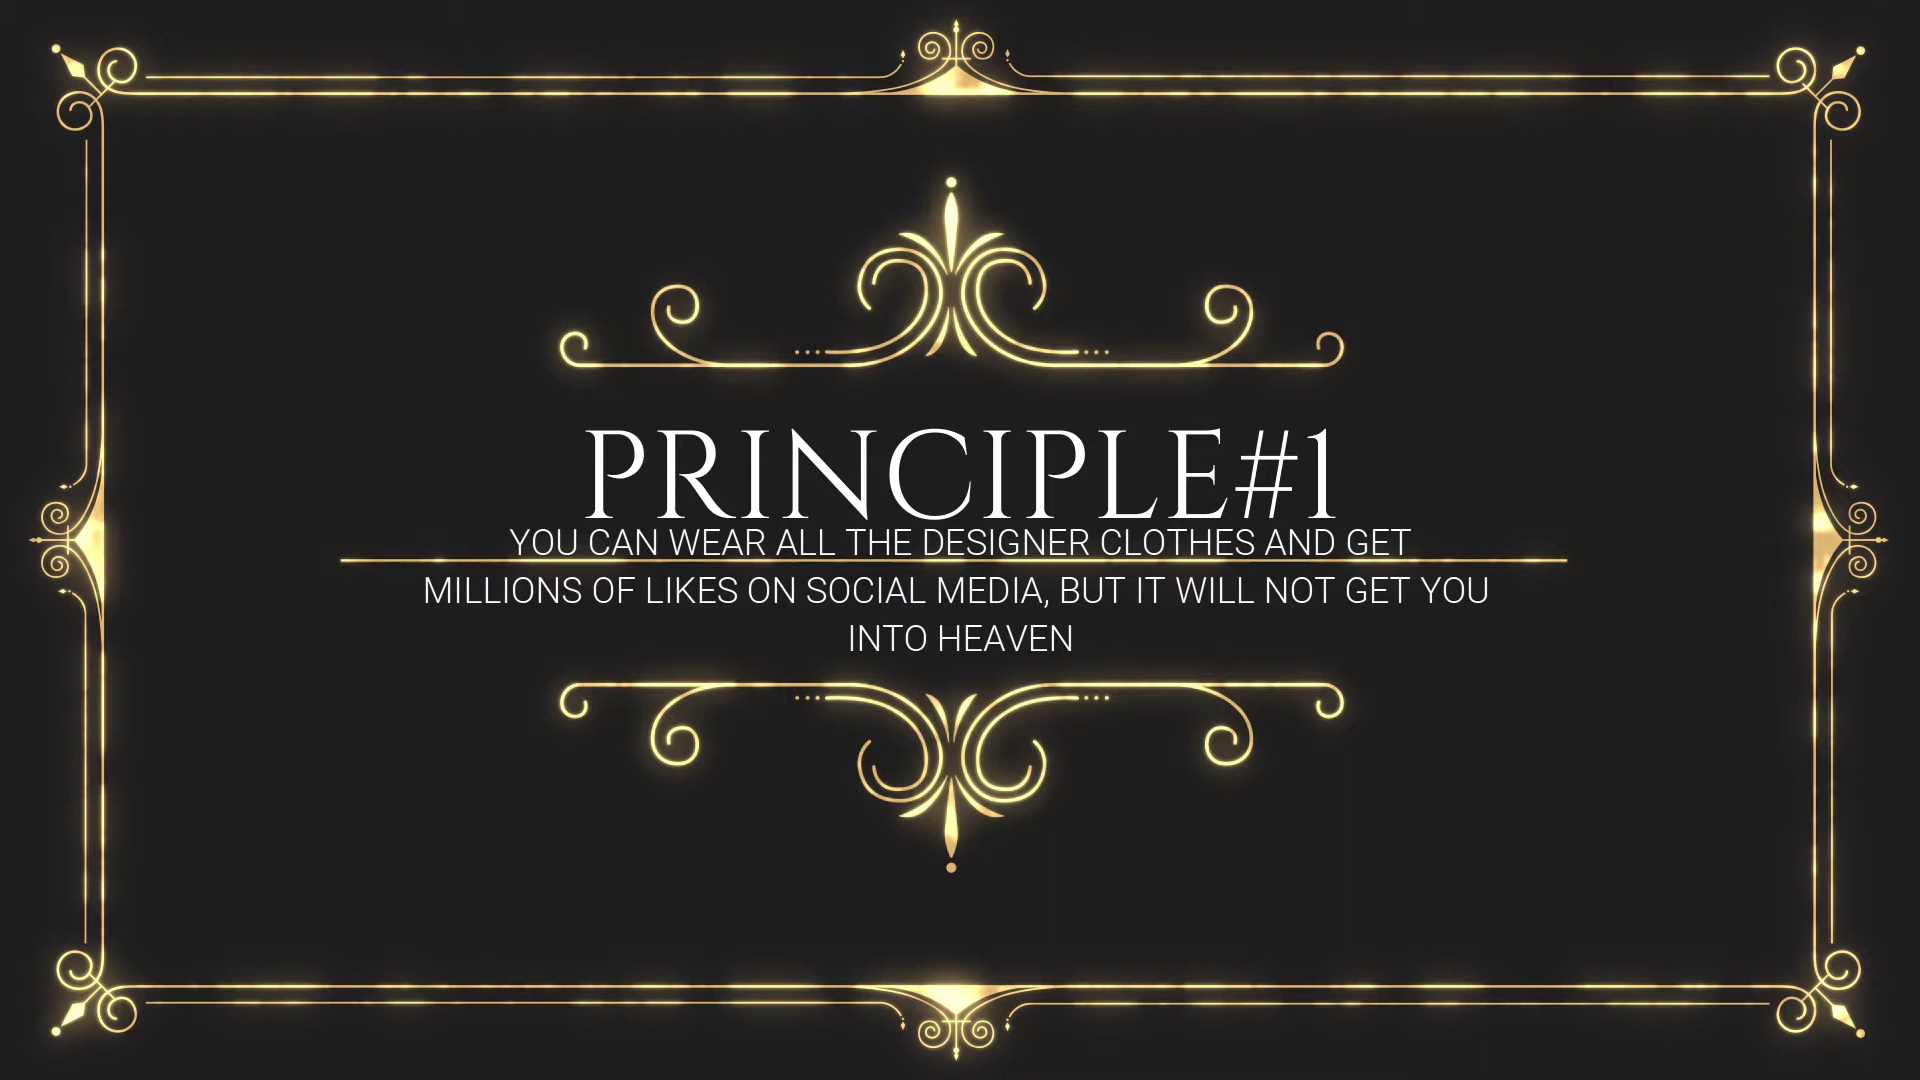 PRINCIPLE#1
YOU CAN WEAR ALL THE DESIGNER CLOTHES AND GET
MILLIONS OF LIKES ON SOCIAL MEDIA, BUT IT WILL NOT GET YOU
INTO HEAVEN